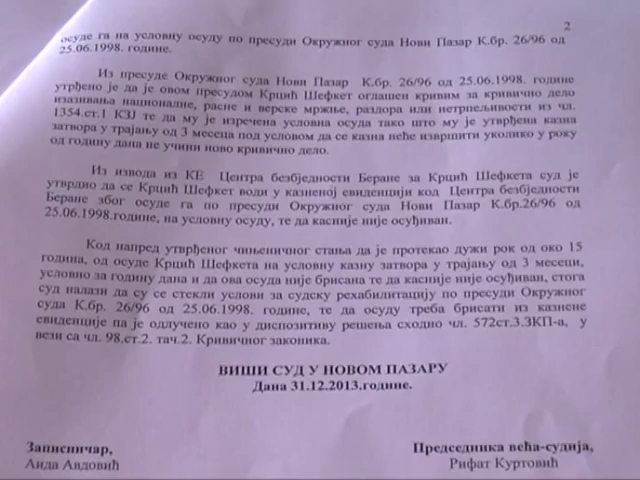 2
осуде га на условну осуду по пресуди Окружног суда Нови Пазар К.бр. 26/96 од
25.06.1998. године.
Из пресуде Окружног суда Нови Пазар К.бр. 26/96 од 25.06.1998. године
утрђено је да је овом пресудом Крцић Шефкет оглашен кривим за кривично дело
изазивања националне, расне и верске мржње, раздора или нетрпељивости из чл.
1354.ст.1 КЗЈ те да му је изречена условна осуда тако што му је утврђена казна
затвора у трајању од 3 месеца под условом да се казна неће извршити уколико у року
од годину дана не учини ново кривично дело.
Из извода из КЕ Центра безбједности Беране за Крцић Шефкета суд је
утврдио да се Крцић Шефкет води у казненој евиденцији код Центра безбједности
Беране због осуде га по пресуди Окружног суда Нови Пазар К.бр.26/96 од
25.06.1998.године, на условну осуду, те да касније није осуђиван.
Код напред утврђеног чињеничног стања да је протекао дужи рок од око 15
година, од осуде Крцић Шефкета на условну казну затвора у трајању од 3 месеци,
условно за годину дана и да ова осуда није брисана те да касније није осуђиван, стога
суд налази да су се стекли услови за судску рехабилитацију по пресуди Окружног
суда К.бр. 26/96 од 25.06.1998. године, те да осуду треба брисати из казнене
евиденције па је одлучено као у диспозитиву решења сходно чл. 572ст.3.ЗКП-а, у
вези са чл. 98.ст.2. тач.2. Кривичног законика.
ВИШИ СУД У НОВОМ ПАЗАРУ
Дана 31.12.2013.године.
Записничар,
Аида Авдовић
Председника већа-судија,
Рифат Куртовић